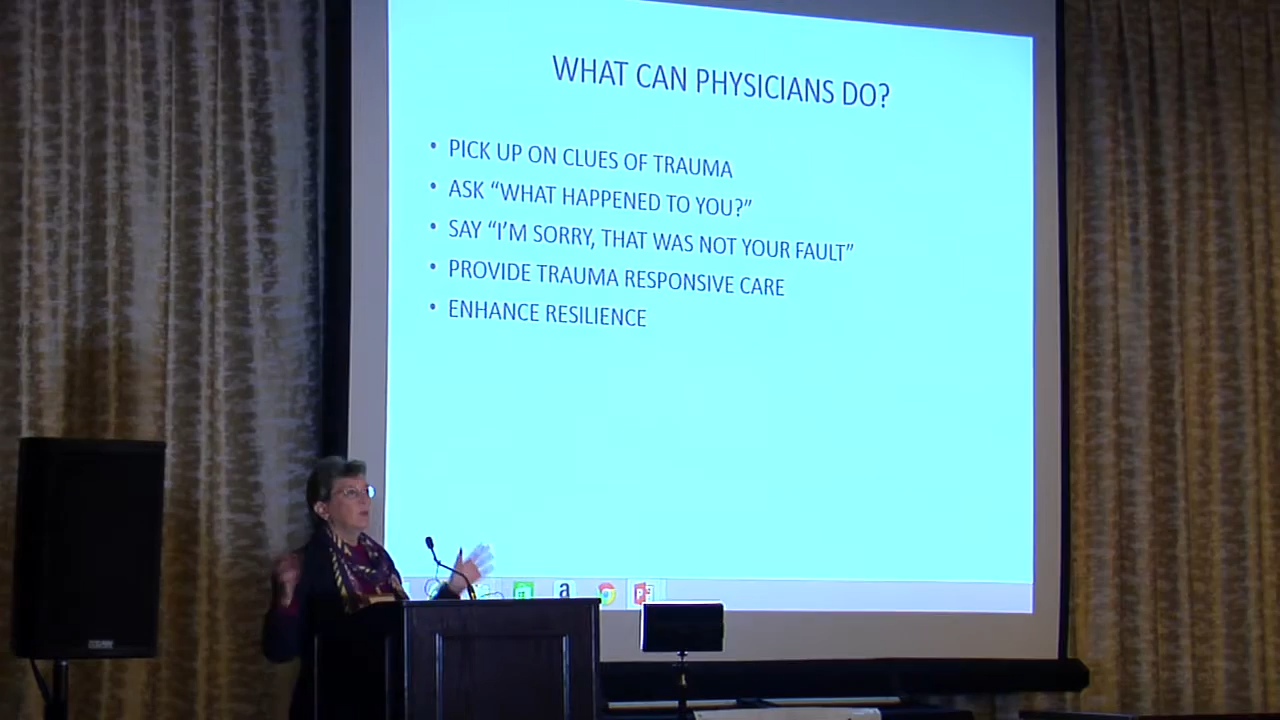 WHAT CAN PHYSICIANS DO?
• PICK UP ON CLUES OF TRAUMA
• ASK “WHAT HAPPENED TO YOU?”
• SAY “I’M SORRY, THAT WAS NOT YOUR FAULT”
• PROVIDE TRAUMA RESPONSIVE CARE
• ENHANCE RESILIENCE
a